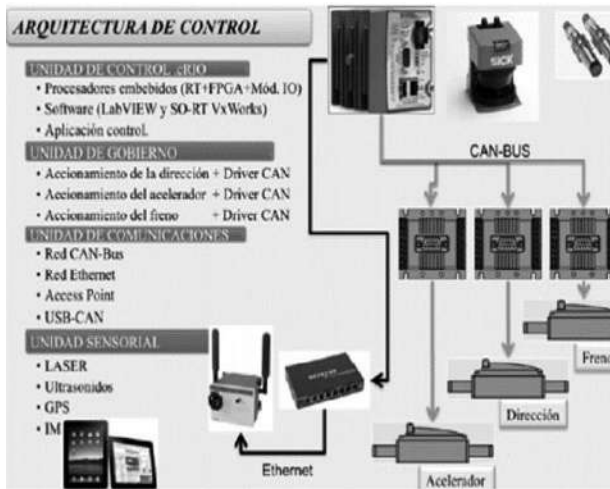 ARQUITECTURA DE CONTROL
UNIDAD DE CONTROL. cRIO
• Procesadores embebidos (RT+FPGA+Mód. IO)
• Software (LabVIEW y SO-RT VxWorks)
• Aplicación control.
UNIDAD DE GOBIERNO
• Accionamiento de la dirección + Driver CAN
• Accionamiento del acelerador + Driver CAN
• Accionamiento del freno + Driver CAN
UNIDAD DE COMUNICACIONES
• Red CAN-Bus
• Red Ethernet
• Access Point
• USB-CAN
UNIDAD SENSORIAL
• LASER
• Ultrasonidos
• GPS
• IM
SICK
CAN-BUS
Freno
Dirección
Acelerador
Ethernet